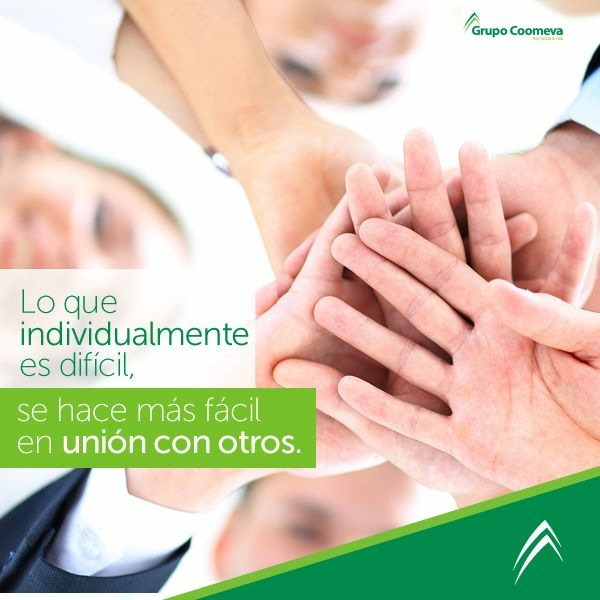 Grupo Coomeva
Lo que
individualmente
es difícil,
se hace más fácil
en unión con otros.